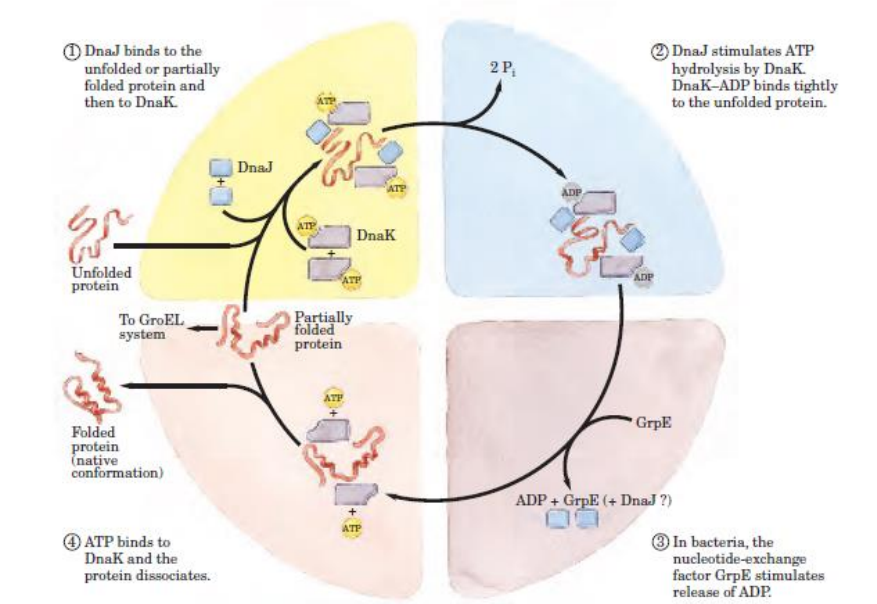 ① DnaJ binds to the
unfolded or partially
folded protein and
then to DnaK.
② DnaJ stimulates ATP
hydrolysis by DnaK.
DnaK–ADP binds tightly
to the unfolded protein.
2 Pi
ATP
ATP
DnaJ
+
ATP
DnaK
+
ATP
Unfolded
protein
ADP
ADP
To GroEL
system
Partially
folded
protein
Folded
protein
(native
conformation)
ATP
+
+
ATP
GrpE
ADP + GrpE (+ DnaJ ?)
④ ATP binds to
DnaK and the
protein dissociates.
③ In bacteria, the
nucleotide-exchange
factor GrpE stimulates
release of ADP.